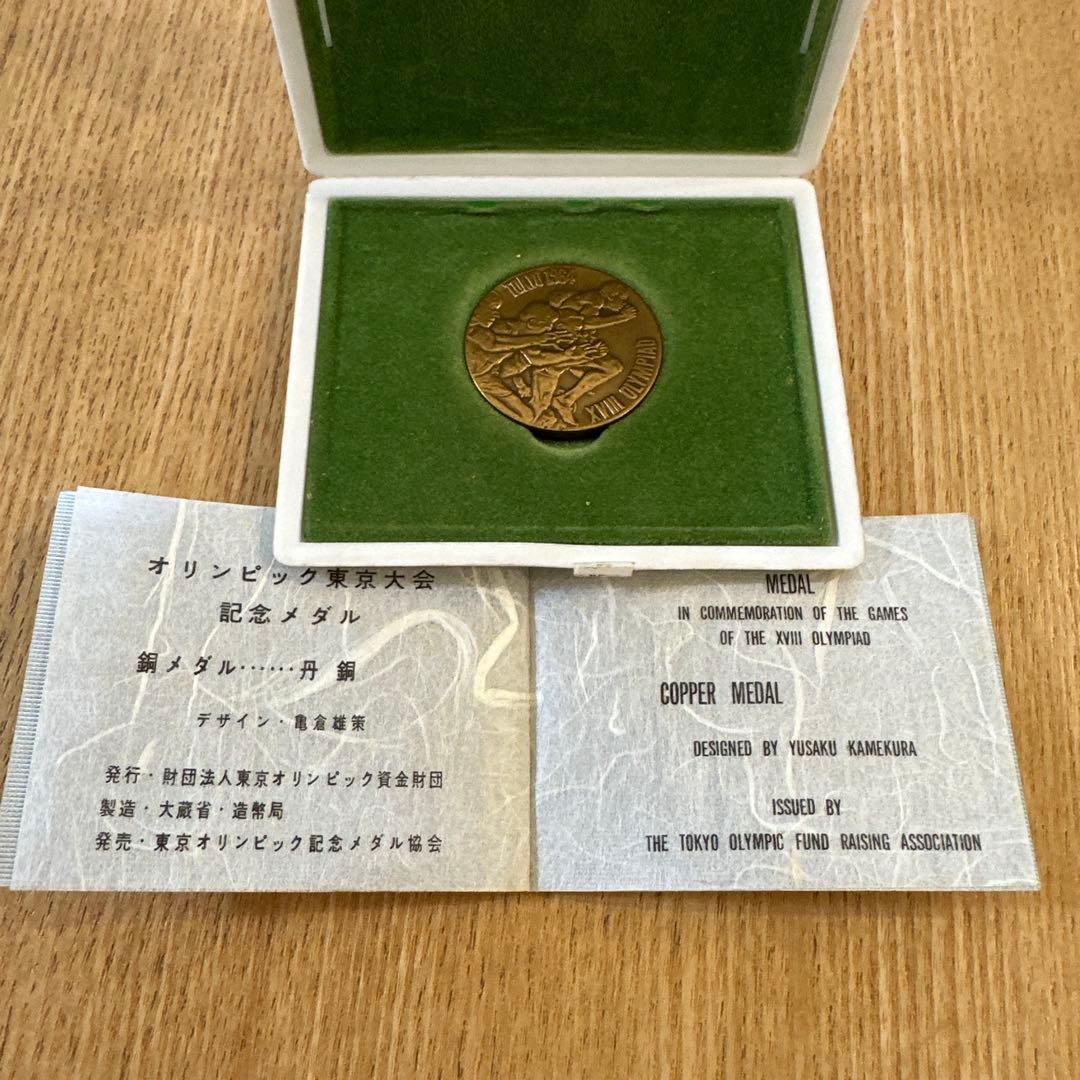 TOKYO 1964
XVIII OLYMPIAD
オリンピック東京大会
記念メダル
銅メダル……丹銅
デザイン・亀倉雄策
発行・財団法人東京オリンピック資金財団
製造・大蔵省・造幣局
発売・東京オリンピック記念メダル協会
MEDAL
IN COMMEMORATION OF THE GAMES
OF THE XVIII OLYMPIAD
COPPER MEDAL
DESIGNED BY YUSAKU KAMEKURA
ISSUED BY
THE TOKYO OLYMPIC FUND RAISING ASSOCIATION